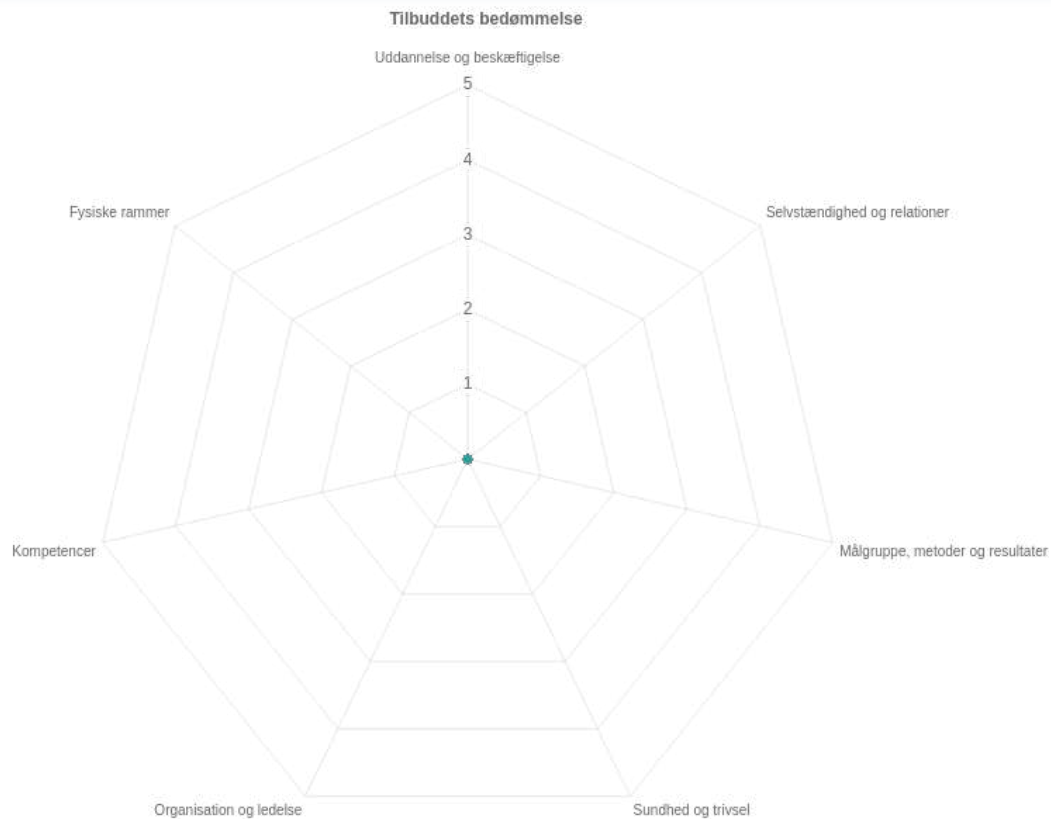 Tilbuddets bedømmelse
Uddannelse og beskæftigelse
5
4
Fysiske rammer
Selvstændighed og relationer
3
2
1
Kompetencer
Målgruppe, metoder og resultater
Organisation og ledelse
Sundhed og trivsel